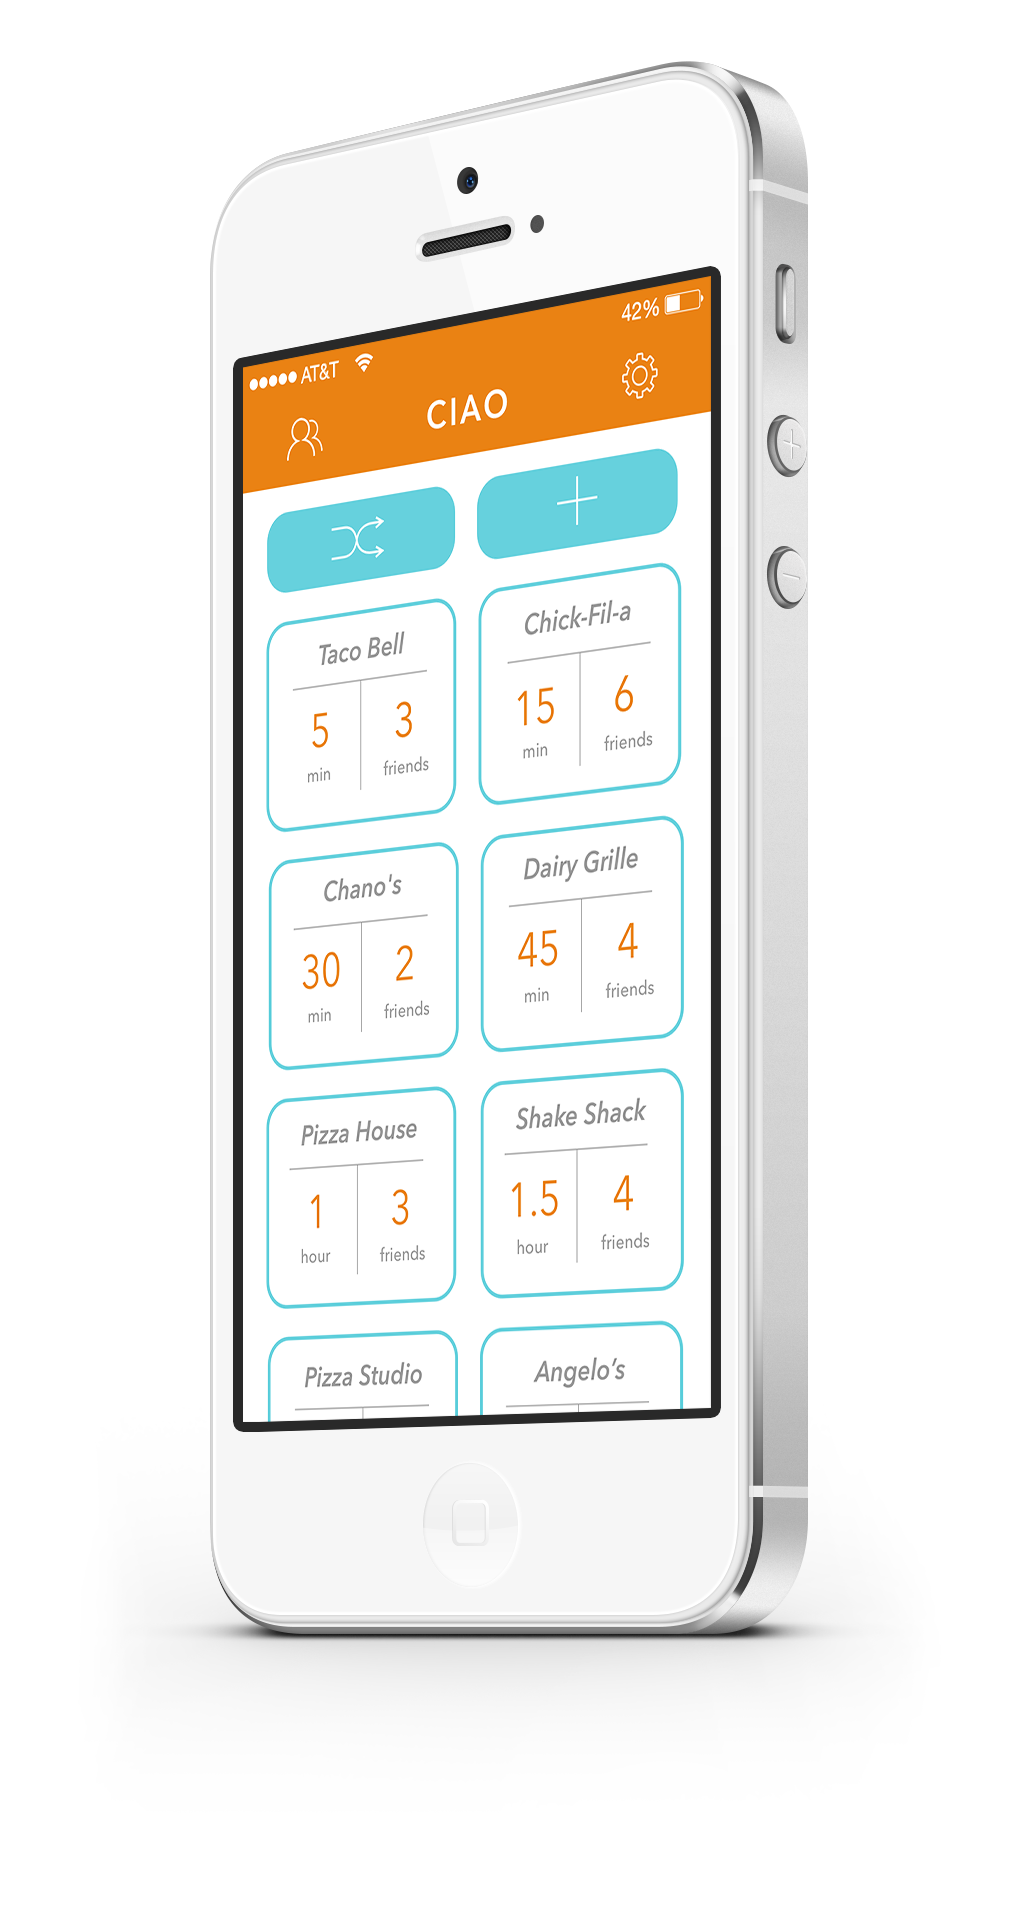 AT&T
42%
CIAO
Taco Bell
5
min
3
friends
Chick-Fil-a
15
min
6
friends
Chano's
30
min
2
friends
Dairy Grille
45
min
4
friends
Pizza House
1
hour
3
friends
Shake Shack
1.5
hour
4
friends
Pizza Studio
Angelo’s